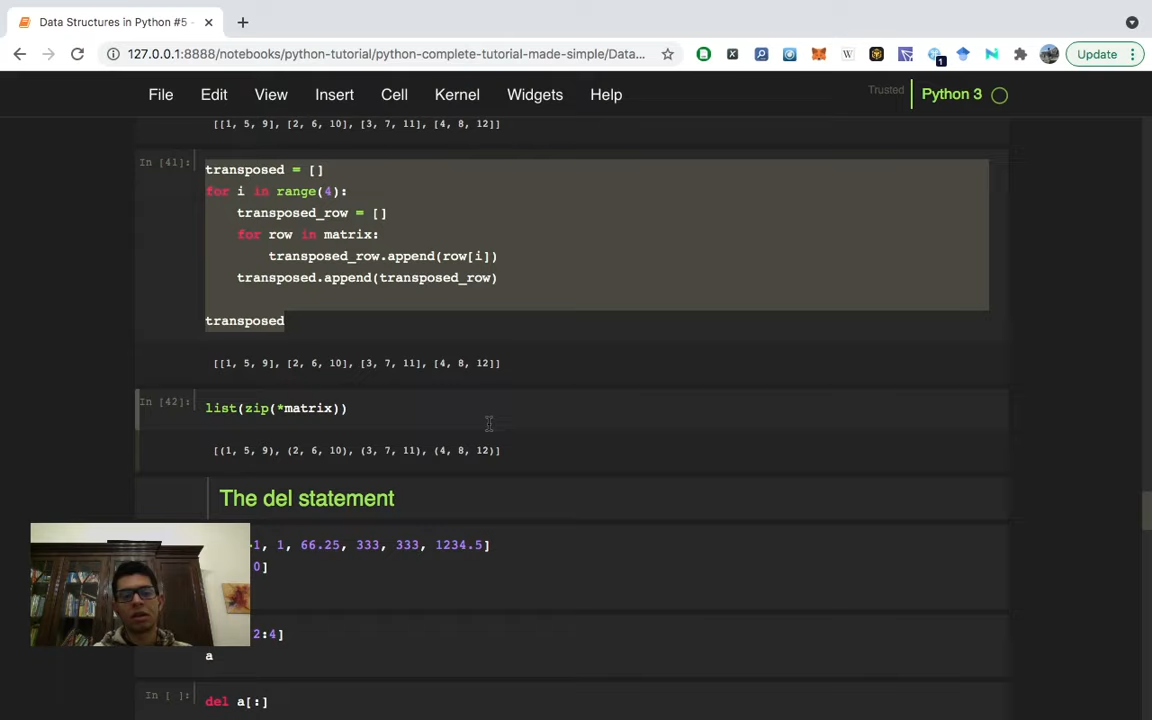 Data Structures in Python #5 -
127.0.0.1:8888/notebooks/python-tutorial/python-complete-tutorial-made-simple/Data...
W
1
Update
File Edit View Insert Cell Kernel Widgets Help
Trusted
Python 3
[[1, 5, 9], [2, 6, 10], [3, 7, 11], [4, 8, 12]]
In [41]:
transposed = []
for i in range(4):
    transposed_row = []
    for row in matrix:
        transposed_row.append(row[i])
    transposed.append(transposed_row)
transposed
[[1, 5, 9], [2, 6, 10], [3, 7, 11], [4, 8, 12]]
In [42]:
list(zip(*matrix))
[(1, 5, 9), (2, 6, 10), (3, 7, 11), (4, 8, 12)]
The del statement
1, 1, 66.25, 333, 333, 1234.5]
0]
2:4]
a
In [ ]:
del a[:]